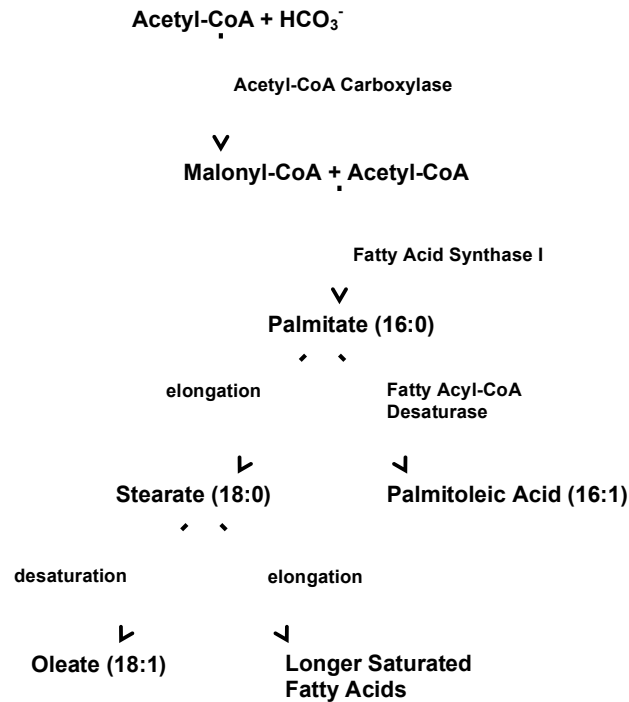 Acetyl-CoA + HCO₃⁻
Acetyl-CoA Carboxylase
Malonyl-CoA + Acetyl-CoA
Fatty Acid Synthase I
Palmitate (16:0)
elongation
Fatty Acyl-CoA
Desaturase
Stearate (18:0)
Palmitoleic Acid (16:1)
desaturation
elongation
Oleate (18:1)
Longer Saturated
Fatty Acids